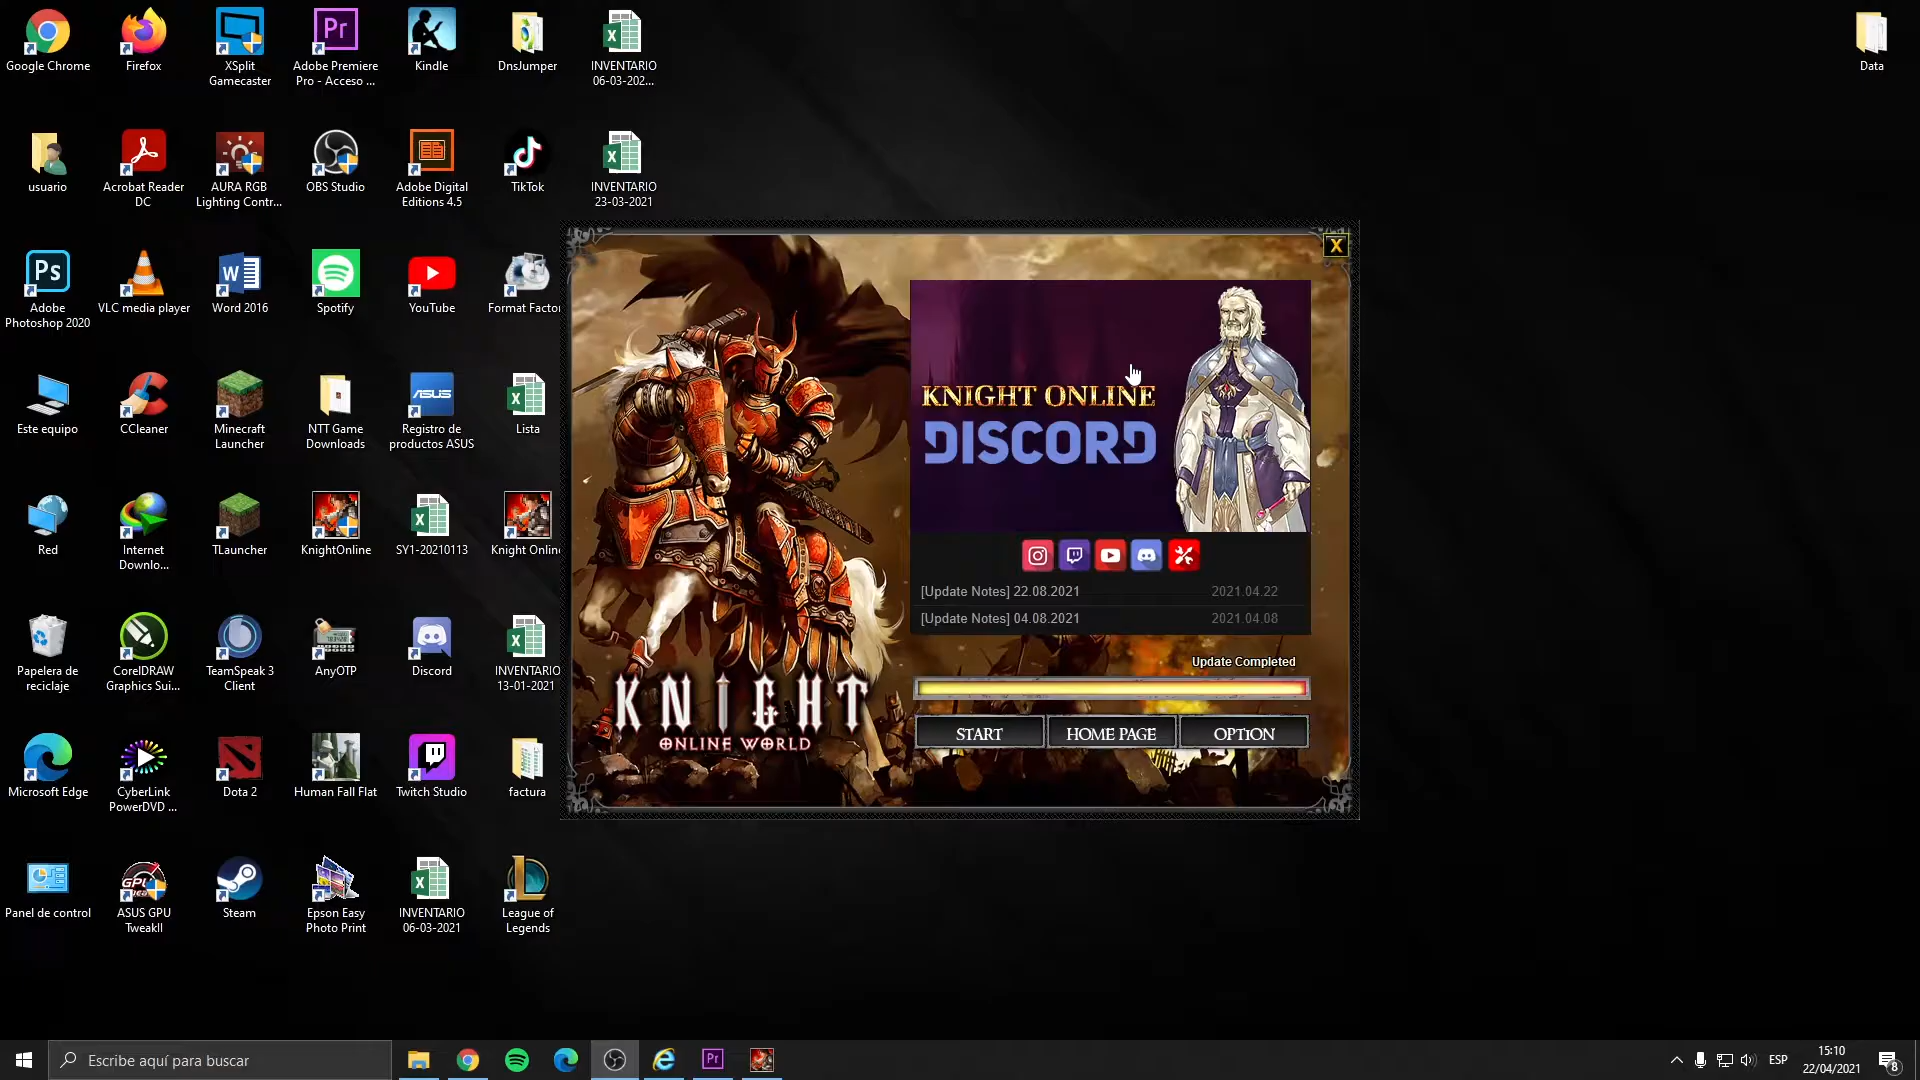 Google Chrome
Firefox
XSplit
Gamecaster
Adobe Premiere
Pro - Acceso ...
Kindle
DnsJumper
INVENTARIO
06-03-202...
Data
usuario
Acrobat Reader
DC
AURA RGB
Lighting Contr...
OBS Studio
Adobe Digital
Editions 4.5
TikTok
INVENTARIO
23-03-2021
Adobe
Photoshop 2020
VLC media player
Word 2016
Spotify
YouTube
Format Factor
Este equipo
CCleaner
Minecraft
Launcher
NTT Game
Downloads
Registro de
productos ASUS
Lista
Red
Internet
Downlo...
TLauncher
KnightOnline
SY1-20210113
Knight Online
Papelera de
reciclaje
CorelDRAW
Graphics Sui...
TeamSpeak 3
Client
AnyOTP
Discord
INVENTARIO
13-01-2021
Microsoft Edge
CyberLink
PowerDVD ...
Dota 2
Human Fall Flat
Twitch Studio
factura
Panel de control
ASUS GPU
TweakII
Steam
Epson Easy
Photo Print
INVENTARIO
06-03-2021
League of
Legends
X
KNIGHT ONLINE
DISCORD
[Update Notes] 22.08.2021 2021.04.22
[Update Notes] 04.08.2021 2021.04.08
Update Completed
KNIGHT
ONLINE WORLD
START
HOME PAGE
OPTION
Escribe aquí para buscar
ESP
15:10
22/04/2021
8